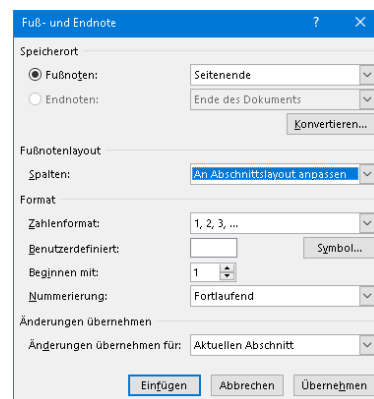 Fuß- und Endnote ? ×
Speicherort
Fußnoten: Seitenende
Endnoten: Ende des Dokuments
Konvertieren...
Fußnotenlayout
Spalten: An Abschnittslayout anpassen
Format
Zahlenformat: 1, 2, 3, ...
Benutzerdefiniert: Symbol...
Beginnen mit: 1
Nummerierung: Fortlaufend
Änderungen übernehmen
Änderungen übernehmen für: Aktuellen Abschnitt
Einfügen Abbrechen Übernehmen